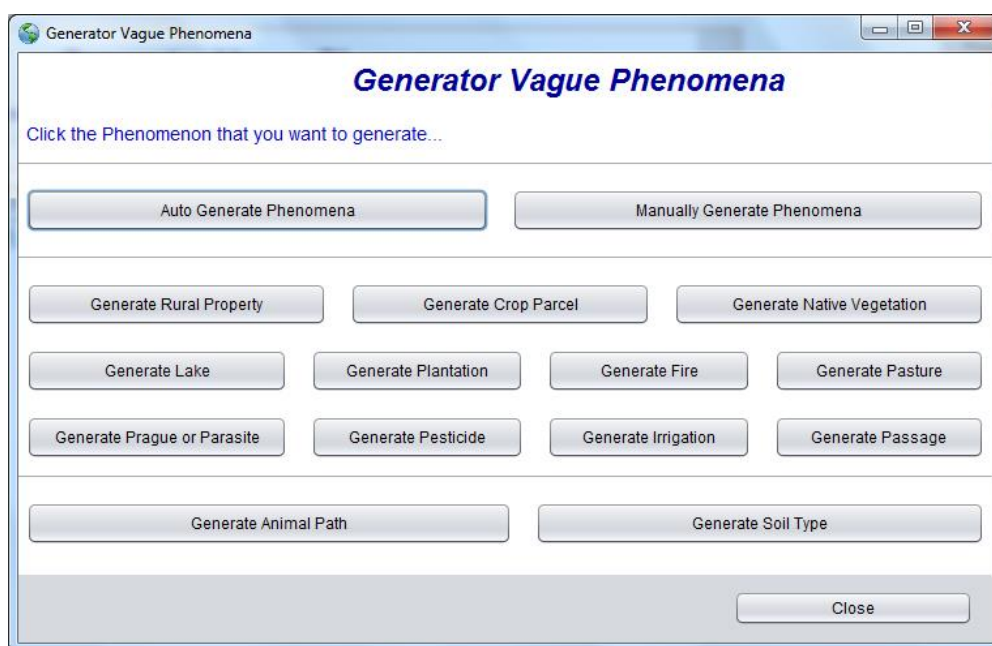 Generator Vague Phenomena
Generator Vague Phenomena
Click the Phenomenon that you want to generate...
Auto Generate Phenomena Manually Generate Phenomena
Generate Rural Property Generate Crop Parcel Generate Native Vegetation
Generate Lake Generate Plantation Generate Fire Generate Pasture
Generate Prague or Parasite Generate Pesticide Generate Irrigation Generate Passage
Generate Animal Path Generate Soil Type
Close